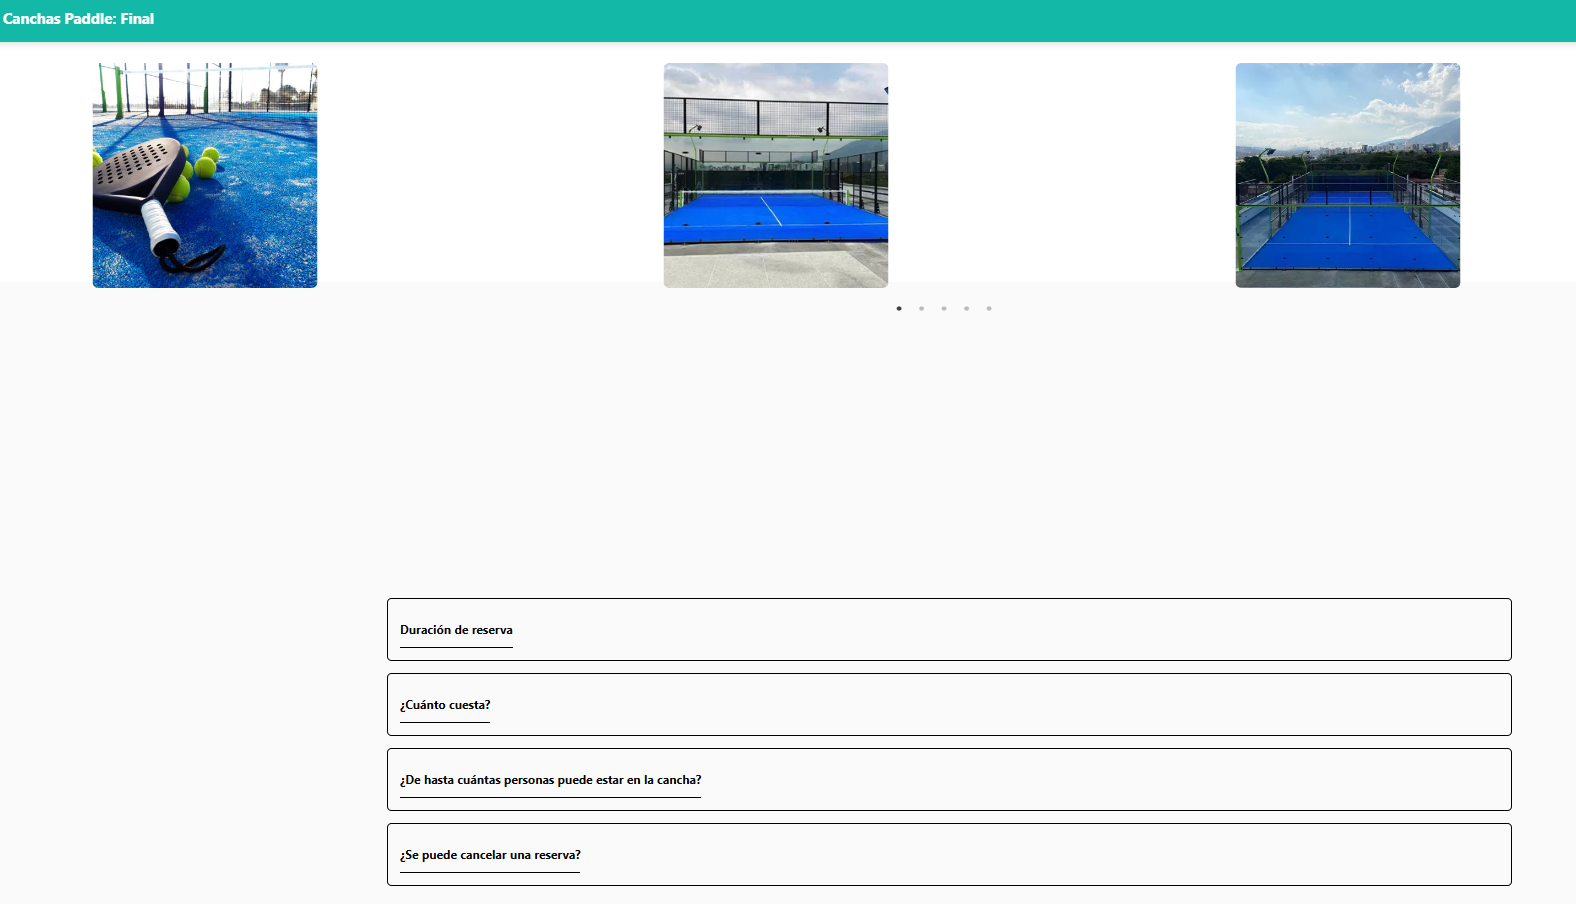 Canchas Paddle: Final
Duración de reserva
¿Cuánto cuesta?
¿De hasta cuántas personas puede estar en la cancha?
¿Se puede cancelar una reserva?